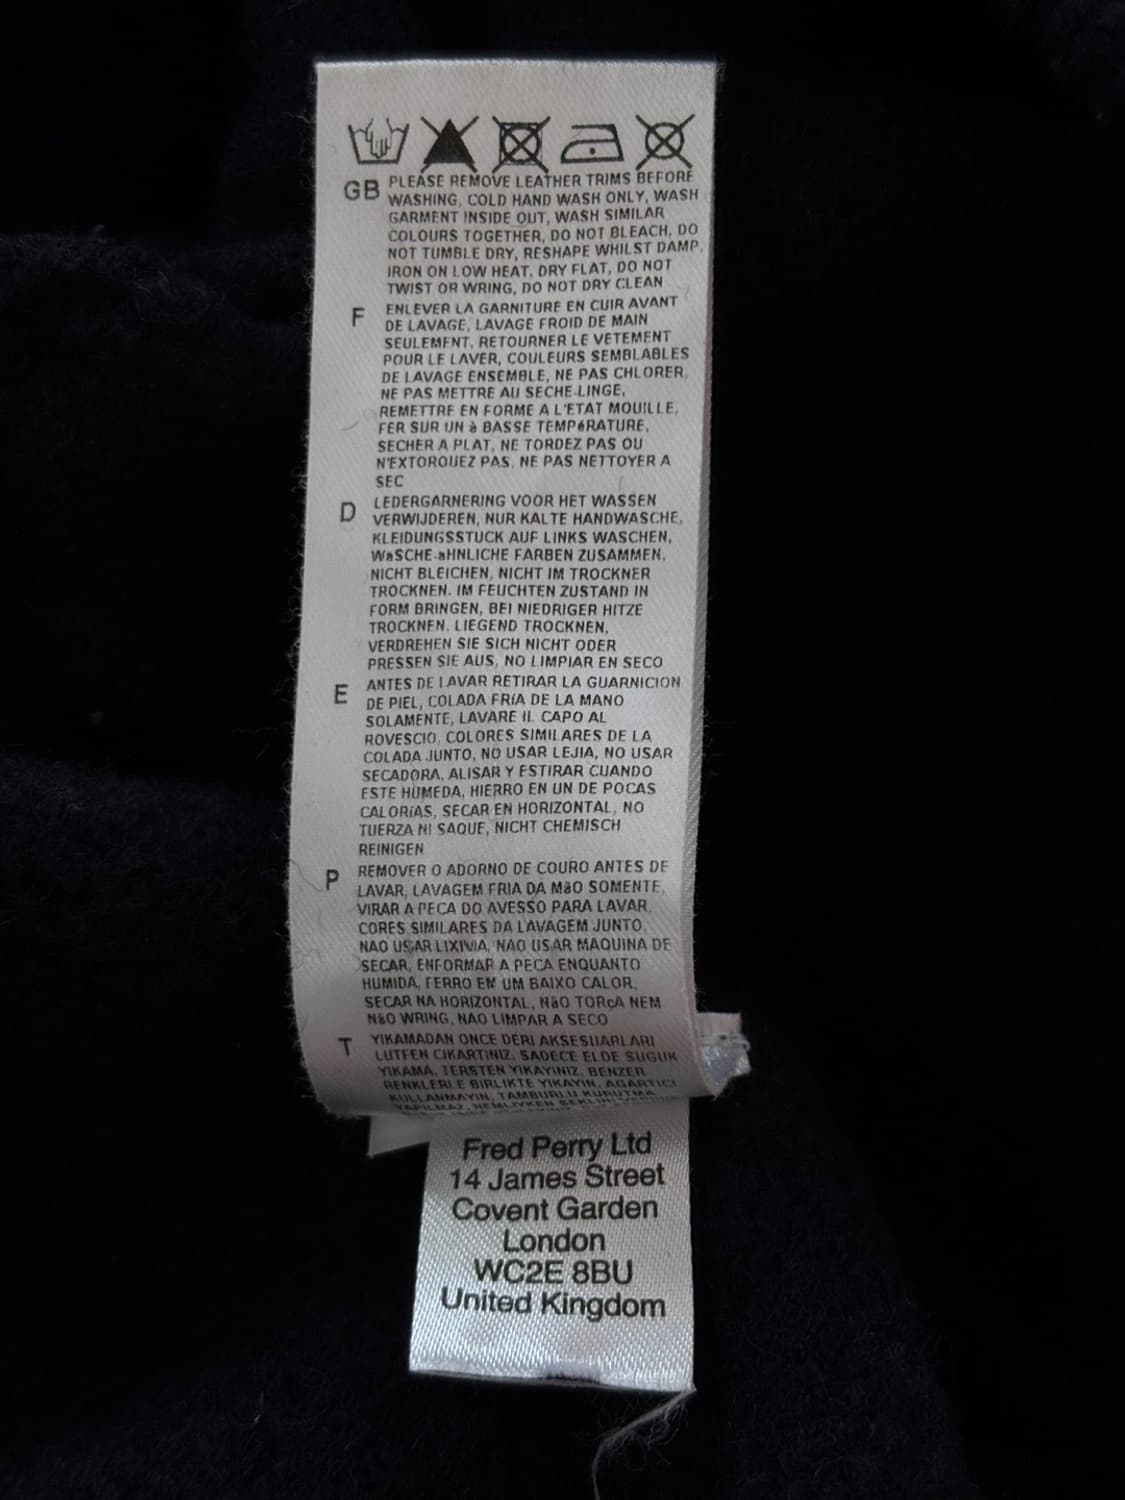 GB PLEASE REMOVE LEATHER TRIMS BEFORE
WASHING, COLD HAND WASH ONLY, WASH
GARMENT INSIDE OUT, WASH SIMILAR
COLOURS TOGETHER, DO NOT BLEACH, DO
NOT TUMBLE DRY, RESHAPE WHILST DAMP,
IRON ON LOW HEAT, DRY FLAT, DO NOT
TWIST OR WRING, DO NOT DRY CLEAN
F ENLEVER LA GARNITURE EN CUIR AVANT
DE LAVAGE, LAVAGE FROID DE MAIN
SEULEMENT, RETOURNER LE VETEMENT
POUR LE LAVER, COULEURS SEMBLABLES
DE LAVAGE ENSEMBLE, NE PAS CHLORER,
NE PAS METTRE AU SECHE-LINGE,
REMETTRE EN FORME A L'ETAT MOUILLE,
FER SUR UN à BASSE TEMPéRATURE,
SECHER A PLAT, NE TORDEZ PAS OU
N'EXTORQUEZ PAS, NE PAS NETTOYER A
SEC
D LEDERGARNERING VOOR HET WASSEN
VERWIJDEREN, NUR KALTE HANDWASCHE,
KLEIDUNGSSTUCK AUF LINKS WASCHEN,
WäSCHE äHNLICHE FARBEN ZUSAMMEN,
NICHT BLEICHEN, NICHT IM TROCKNER
TROCKNEN. IM FEUCHTEN ZUSTAND IN
FORM BRINGEN, BEI NIEDRIGER HITZE
TROCKNEN. LIEGEND TROCKNEN,
VERDREHEN SIE SICH NICHT ODER
PRESSEN SIE AUS, NO LIMPIAR EN SECO
E ANTES DE LAVAR RETIRAR LA GUARNICION
DE PIEL, COLADA FRíA DE LA MANO
SOLAMENTE, LAVARE IL CAPO AL
ROVESCIO, COLORES SIMILARES DE LA
COLADA JUNTO, NO USAR LEJIA, NO USAR
SECADORA, ALISAR Y ESTIRAR CUANDO
ESTE HUMEDA, HIERRO EN UN DE POCAS
CALORíAS, SECAR EN HORIZONTAL, NO
TUERZA NI SAQUE, NICHT CHEMISCH
REINIGEN
P REMOVER O ADORNO DE COURO ANTES DE
LAVAR, LAVAGEM FRIA DA MãO SOMENTE,
VIRAR A PECA DO AVESSO PARA LAVAR,
CORES SIMILARES DA LAVAGEM JUNTO,
NAO USAR LIXIVIA, NAO USAR MAQUINA DE
SECAR, ENFORMAR A PECA ENQUANTO
HUMIDA, FERRO EM UM BAIXO CALOR,
SECAR NA HORIZONTAL, NãO TORçA NEM
NãO WRING, NAO LIMPAR A SECO
T YIKAMADAN ONCE DERI AKSESUARLARI
LUTFEN CIKARTINIZ, SADECE ELDE SUGUK
YIKAMA, TERSTEN YIKAYINIZ, BENZER
RENKLERLE BIRLIKTE YIKAYIN, AGARTICI
KULLANMAYIN, TAMBURLU KURUTMA
YAPILMAZ, NEMLIYKEN
Fred Perry Ltd
14 James Street
Covent Garden
London
WC2E 8BU
United Kingdom